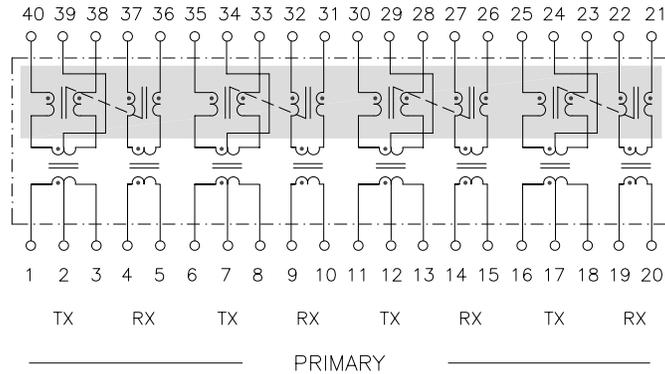 40 39 38 37 36 35 34 33 32 31 30 29 28 27 26 25 24 23 22 21
1 2 3 4 5 6 7 8 9 10 11 12 13 14 15 16 17 18 19 20
TX RX TX RX TX RX TX RX
PRIMARY